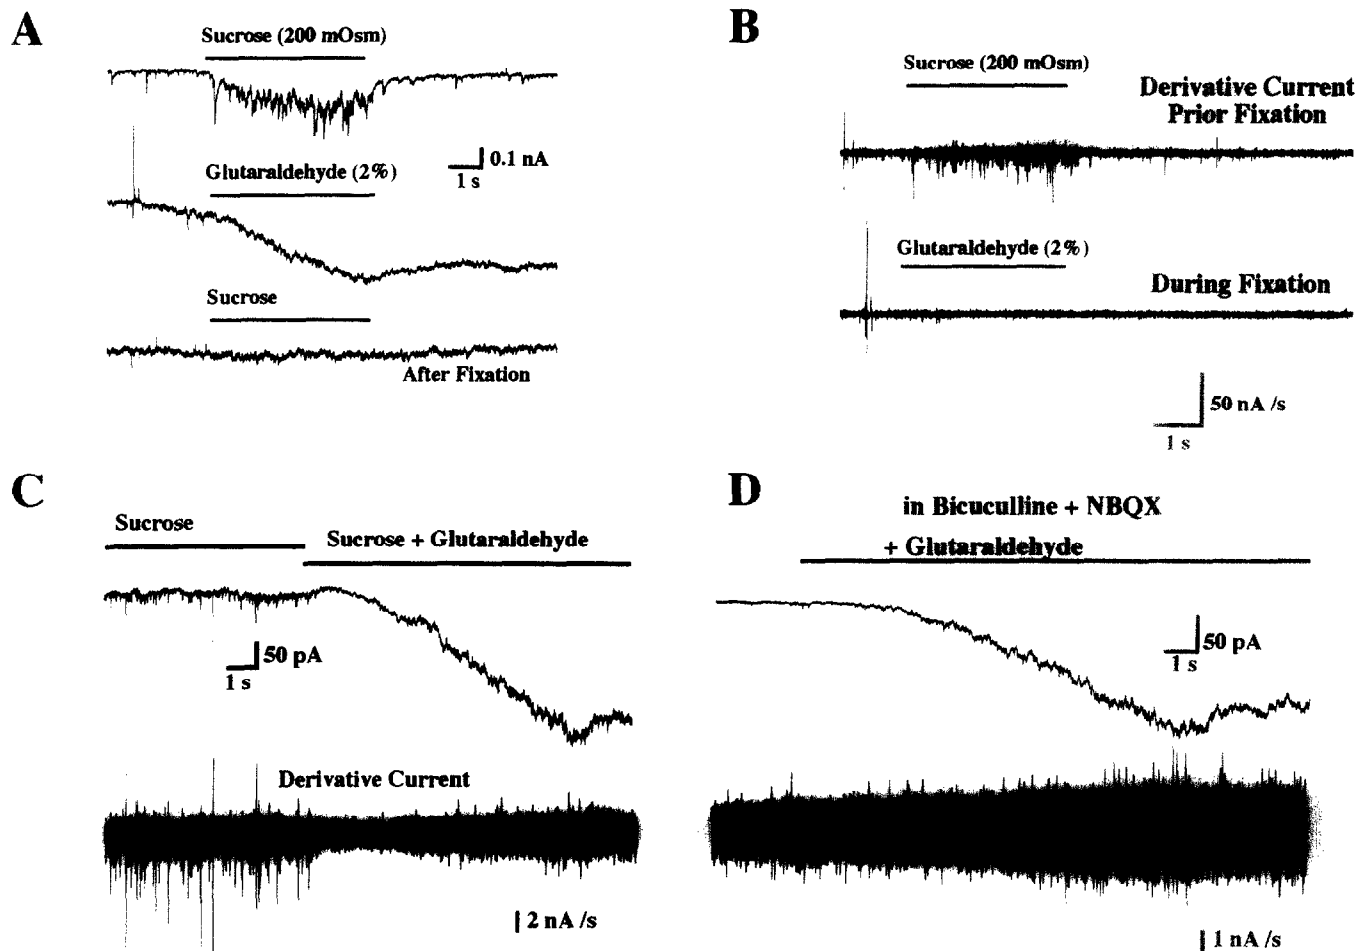 A
Sucrose (200 mOsm)
0.1 nA
1 s
Glutaraldehyde (2%)
Sucrose
After Fixation
B
Sucrose (200 mOsm)
Derivative Current
Prior Fixation
Glutaraldehyde (2%)
During Fixation
50 nA /s
1 s
C
Sucrose
Sucrose + Glutaraldehyde
50 pA
1 s
Derivative Current
2 nA /s
D
in Bicuculline + NBQX
+ Glutaraldehyde
50 pA
1 s
1 nA /s